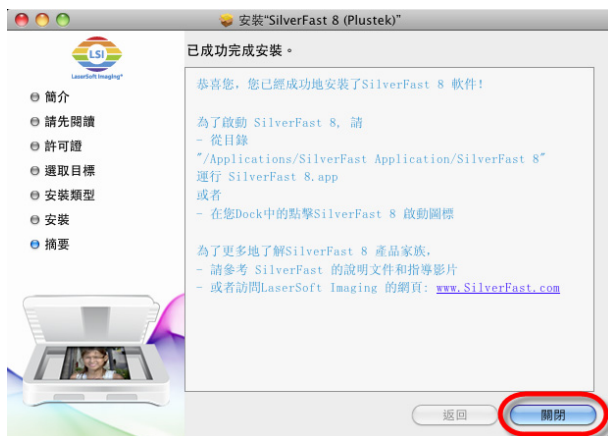 安裝“SilverFast 8 (Plustek)”
LSI
LaserSoft Imaging®
已成功完成安裝。
簡介
請先閱讀
許可證
選取目標
安裝類型
安裝
摘要
恭喜您，您已經成功地安裝了SilverFast 8 軟件！
為了啟動 SilverFast 8, 請
- 從目錄
"/Applications/SilverFast Application/SilverFast 8"
運行 SilverFast 8.app
或者
- 在您Dock中的點擊SilverFast 8 啟動圖標
為了更多地了解SilverFast 8 產品家族，
- 請參考 SilverFast 的說明文件和指導影片
- 或者訪問LaserSoft Imaging 的網頁: www.SilverFast.com
返回
關閉